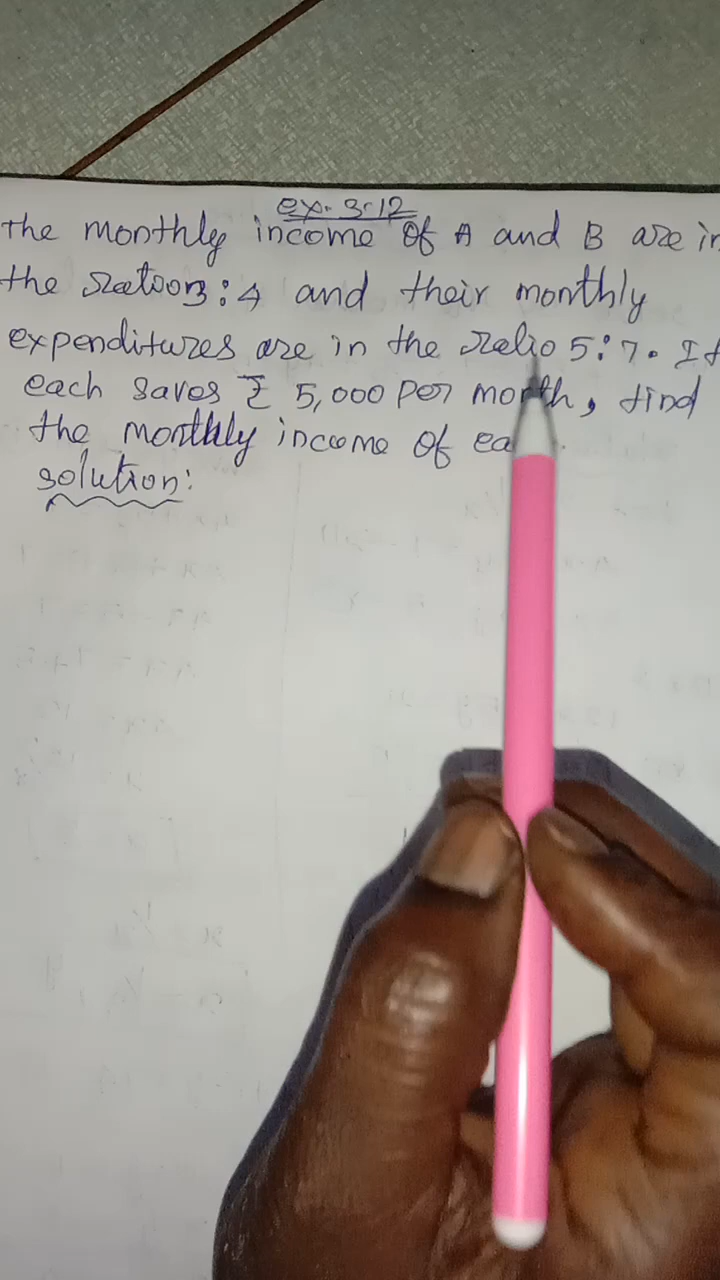 ex. 3.12
The monthly income of A and B are in
the ratio 3:4 and their monthly
expenditures are in the ratio 5:7. If
each saves ₹ 5,000 per month, find
the monthly income of
solution: